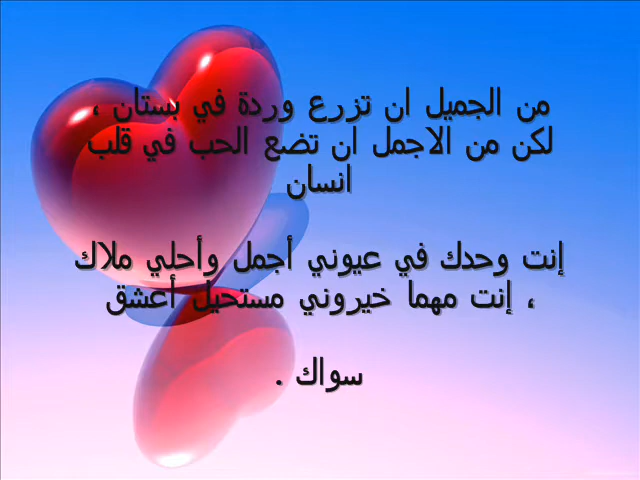 من الجميل ان تزرع وردة في بستان ،
لكن من الاجمل ان تضع الحب في قلب
انسان
إنت وحدك في عيوني أجمل وأحلي ملاك
، إنت مهما خيروني مستحيل أعشق
سواك .